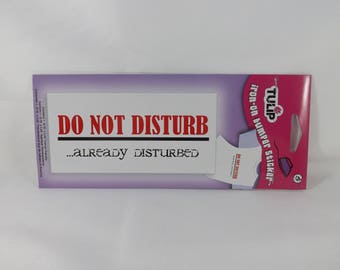 DO NOT DISTURB
...ALREADY DISTURBED
TULIP
iron-on bumper sticker